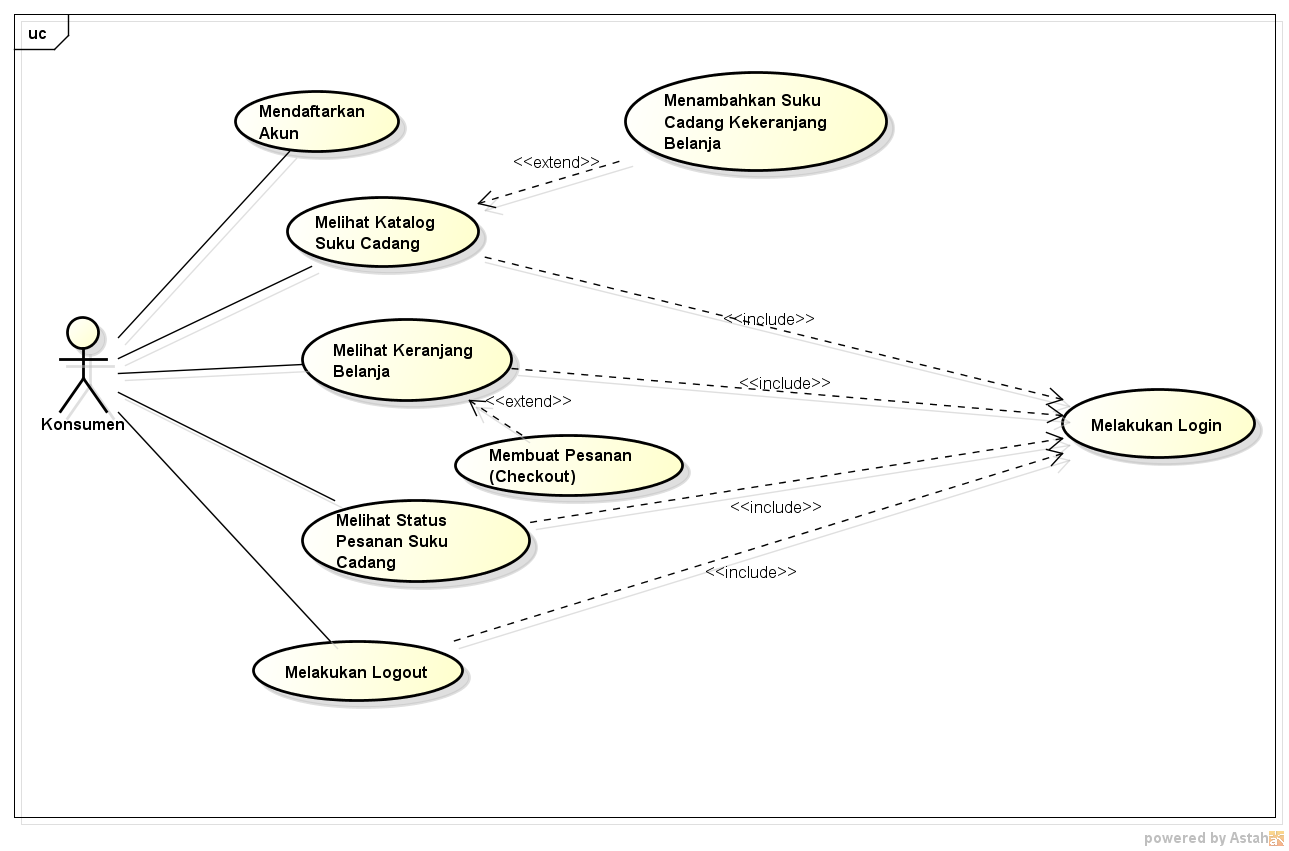 uc
Mendaftarkan
Akun
Menambahkan Suku
Cadang Kekeranjang
Belanja
<<extend>>
Melihat Katalog
Suku Cadang
<<include>>
Melihat Keranjang
Belanja
<<include>>
<<extend>>
Konsumen
Melakukan Login
Membuat Pesanan
(Checkout)
<<include>>
Melihat Status
Pesanan Suku
Cadang
<<include>>
Melakukan Logout
powered by Astah